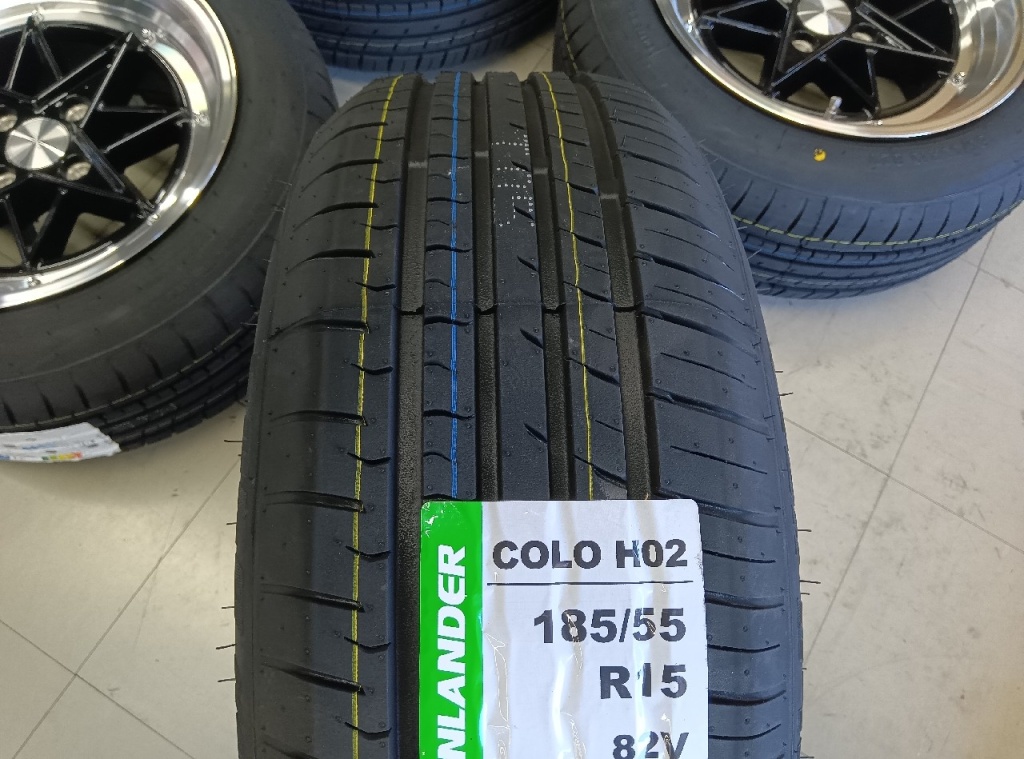 NLANDER
COLO H02
185/55
R15
82V